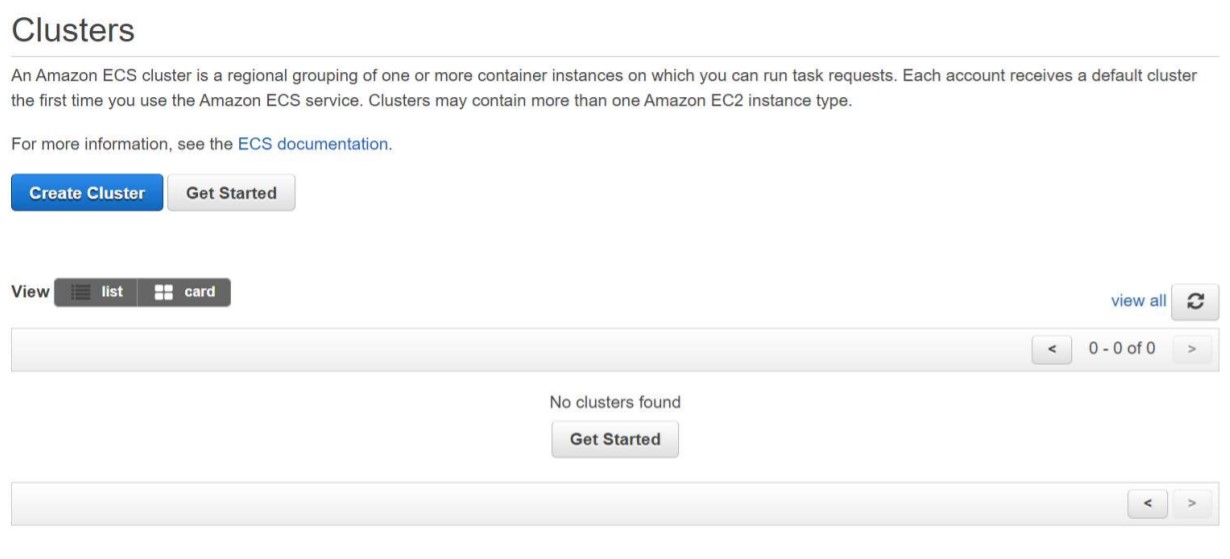 Clusters
An Amazon ECS cluster is a regional grouping of one or more container instances on which you can run task requests. Each account receives a default cluster
the first time you use the Amazon ECS service. Clusters may contain more than one Amazon EC2 instance type.
For more information, see the ECS documentation.
Create Cluster Get Started
View list card
view all
< 0 - 0 of 0 >
No clusters found
Get Started
< >